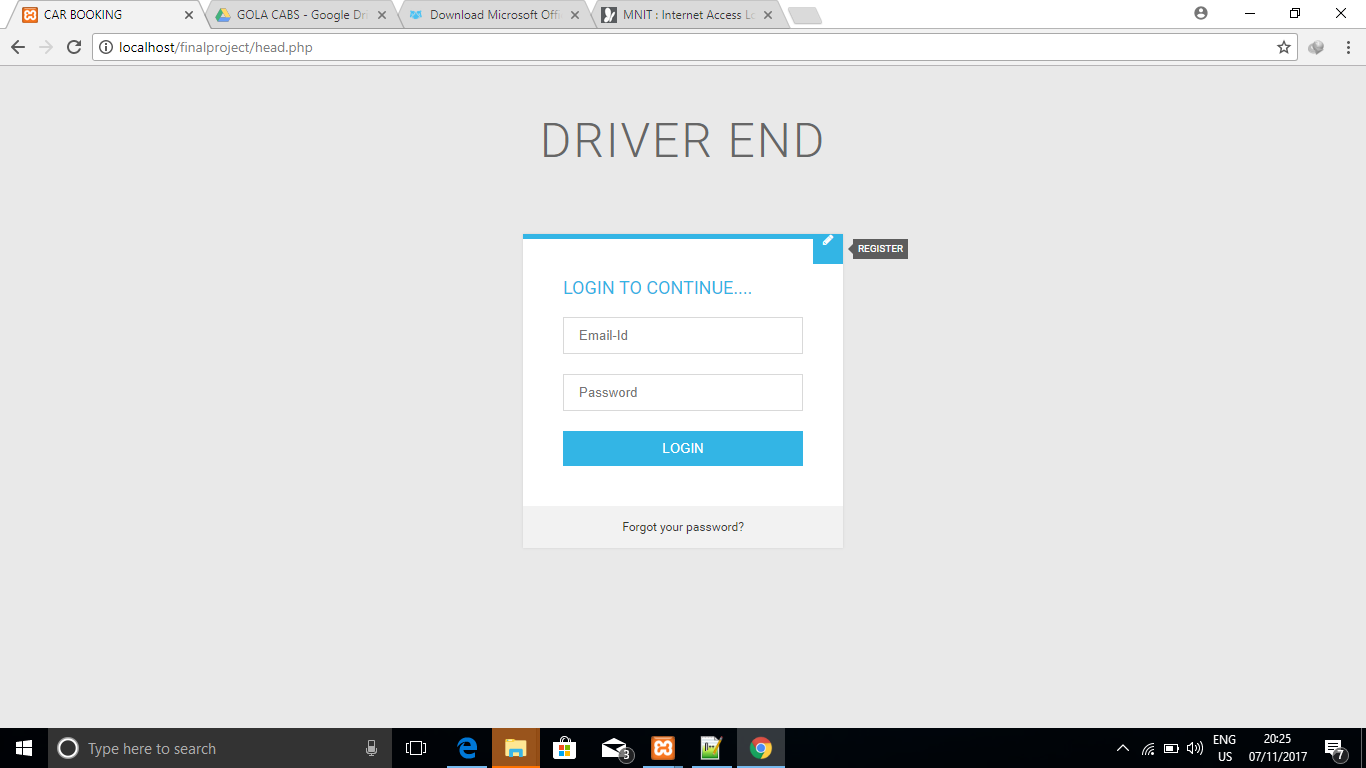 CAR BOOKING
GOLA CABS - Google Dri
Download Microsoft Offi
MNIT : Internet Access Lo
localhost/finalproject/head.php
DRIVER END
REGISTER
LOGIN TO CONTINUE....
Email-Id
Password
LOGIN
Forgot your password?
Type here to search
3
ENG
US
20:25
07/11/2017
7